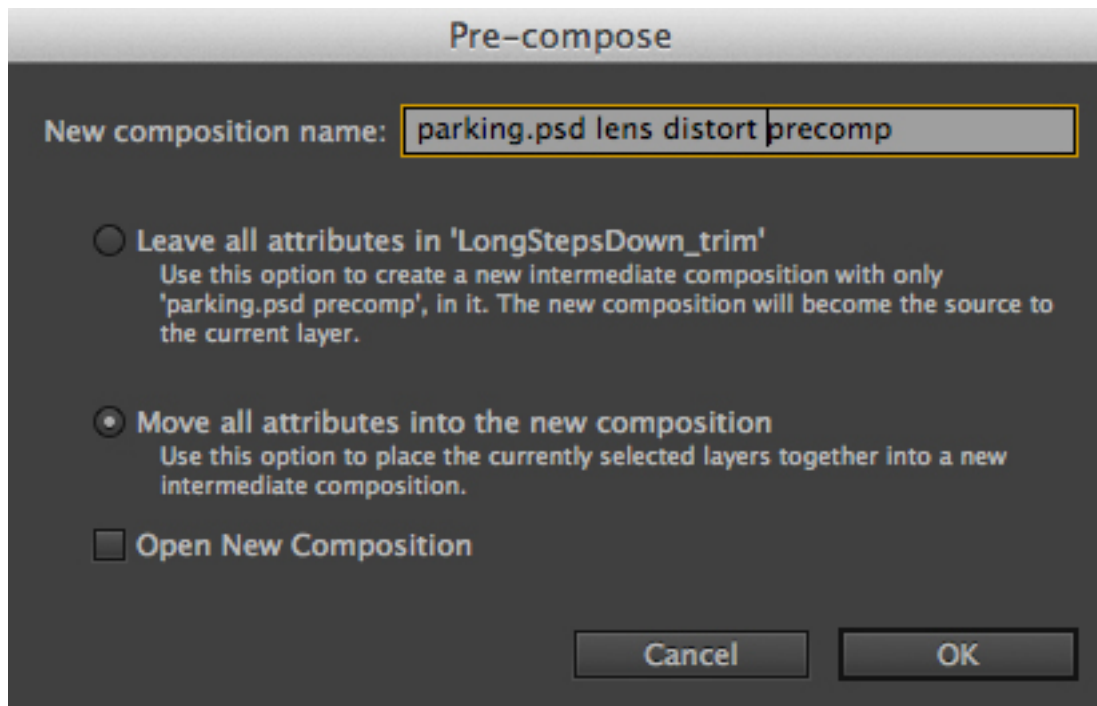 Pre-compose
New composition name: parking.psd lens distort precomp
Leave all attributes in 'LongStepsDown_trim'
Use this option to create a new intermediate composition with only
'parking.psd precomp', in it. The new composition will become the source to
the current layer.
Move all attributes into the new composition
Use this option to place the currently selected layers together into a new
intermediate composition.
Open New Composition
Cancel OK